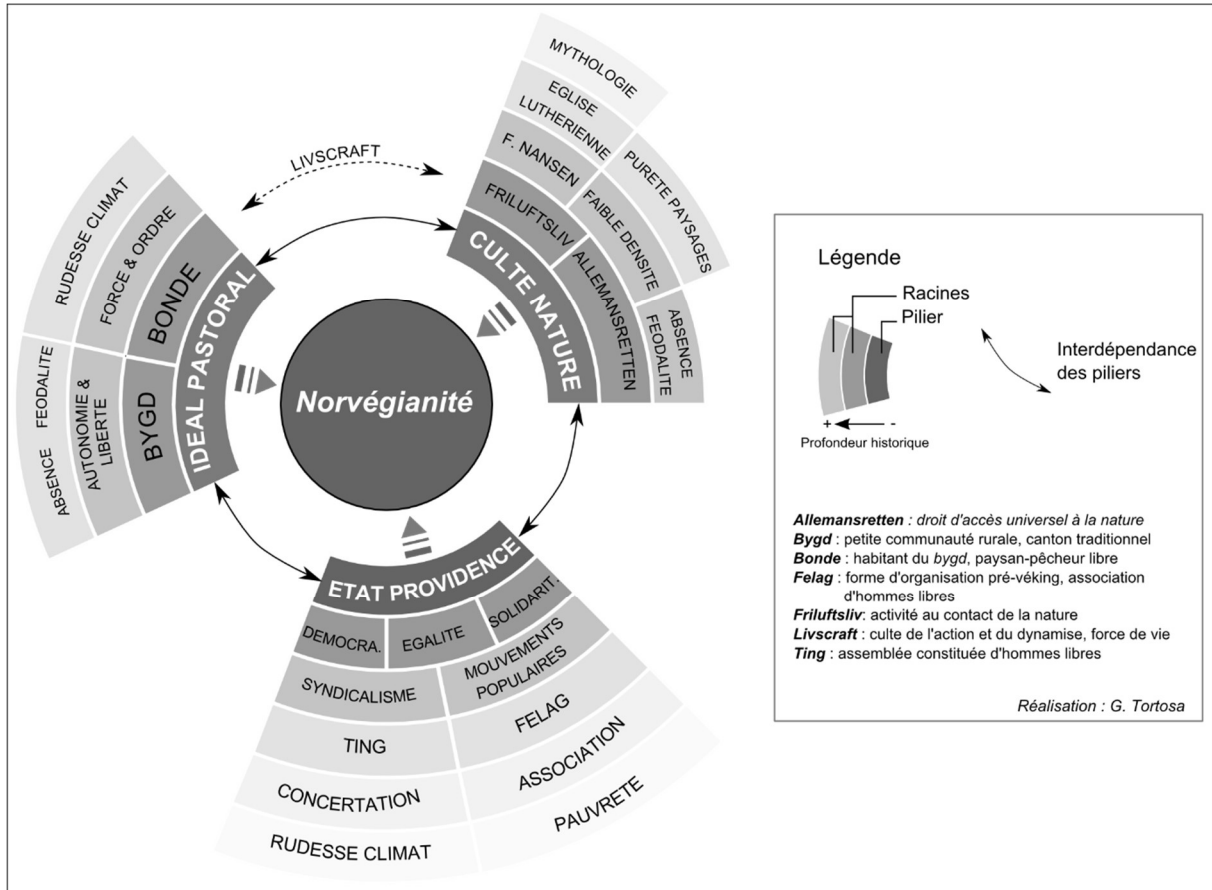 MYTHOLOGIE
EGLISE
LUTHERIENNE
F. NANSEN
FRILUFTSLIV
CULTE NATURE
PURETE PAYSAGES
FAIBLE DENSITE
ALLEMANSRETTEN
ABSENCE
FEODALITE
LIVSCRAFT
RUDESSE CLIMAT
FORCE & ORDRE
BONDE
IDEAL PASTORAL
ABSENCE FEODALITE
AUTONOMIE &
LIBERTE
BYGD
Norvégianité
ETAT PROVIDENCE
DEMOCRA.
EGALITE
SOLIDARIT.
SYNDICALISME
MOUVEMENTS
POPULAIRES
TING
FELAG
CONCERTATION
ASSOCIATION
RUDESSE CLIMAT
PAUVRETE
Légende
Racines
Pilier
+ -
Profondeur historique
Interdépendance
des piliers
Allemansretten : droit d'accès universel à la nature
Bygd : petite communauté rurale, canton traditionnel
Bonde : habitant du bygd, paysan-pêcheur libre
Felag : forme d'organisation pré-véking, association
d'hommes libres
Friluftsliv: activité au contact de la nature
Livscraft : culte de l'action et du dynamise, force de vie
Ting : assemblée constituée d'hommes libres
Réalisation : G. Tortosa